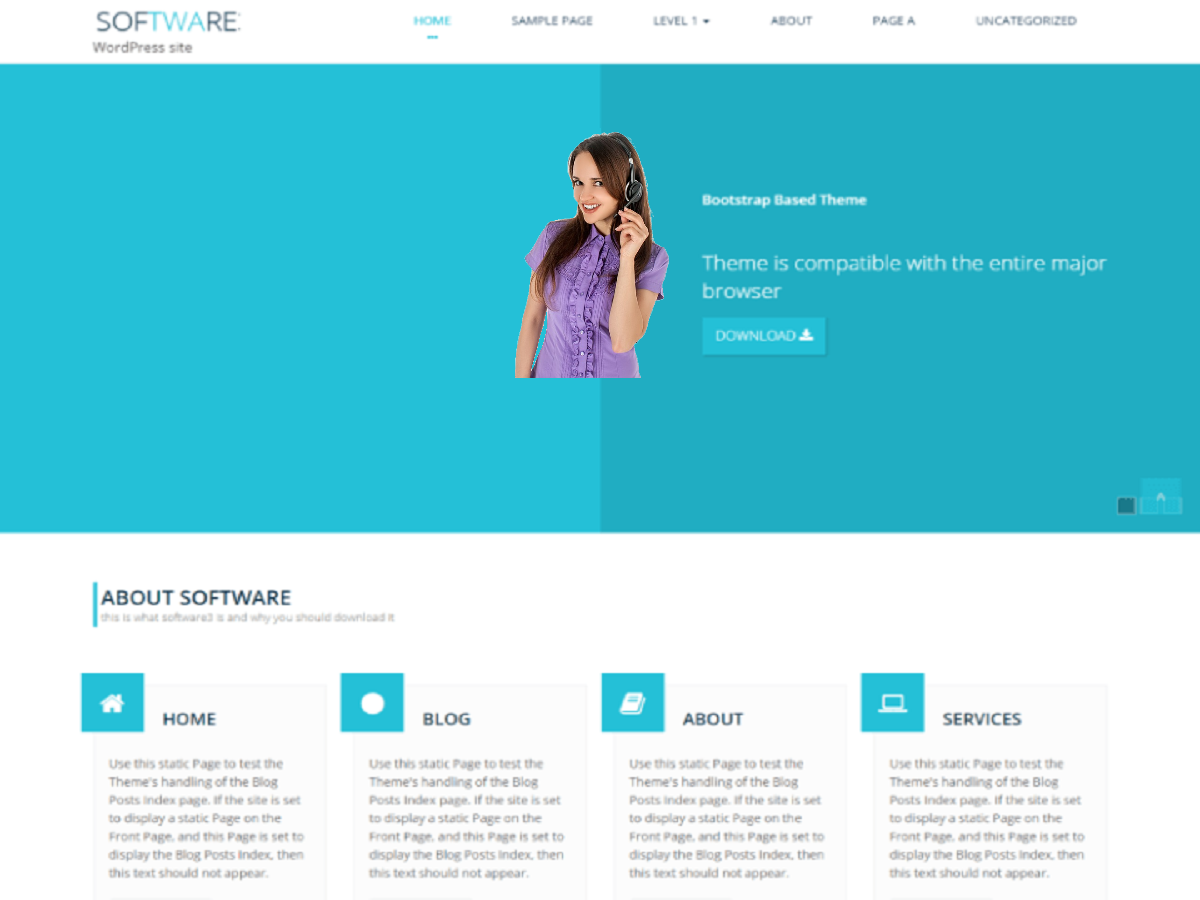 SOFTWARE
WordPress site
HOME
SAMPLE PAGE
LEVEL 1
ABOUT
PAGE A
UNCATEGORIZED
Bootstrap Based Theme
Theme is compatible with the entire major
browser
DOWNLOAD
ABOUT SOFTWARE
this is what software3 is and why you should download it
HOME
Use this static Page to test the
Theme's handling of the Blog
Posts Index page. If the site is set
to display a static Page on the
Front Page, and this Page is set to
display the Blog Posts Index, then
this text should not appear.
BLOG
Use this static Page to test the
Theme's handling of the Blog
Posts Index page. If the site is set
to display a static Page on the
Front Page, and this Page is set to
display the Blog Posts Index, then
this text should not appear.
ABOUT
Use this static Page to test the
Theme's handling of the Blog
Posts Index page. If the site is set
to display a static Page on the
Front Page, and this Page is set to
display the Blog Posts Index, then
this text should not appear.
SERVICES
Use this static Page to test the
Theme's handling of the Blog
Posts Index page. If the site is set
to display a static Page on the
Front Page, and this Page is set to
display the Blog Posts Index, then
this text should not appear.